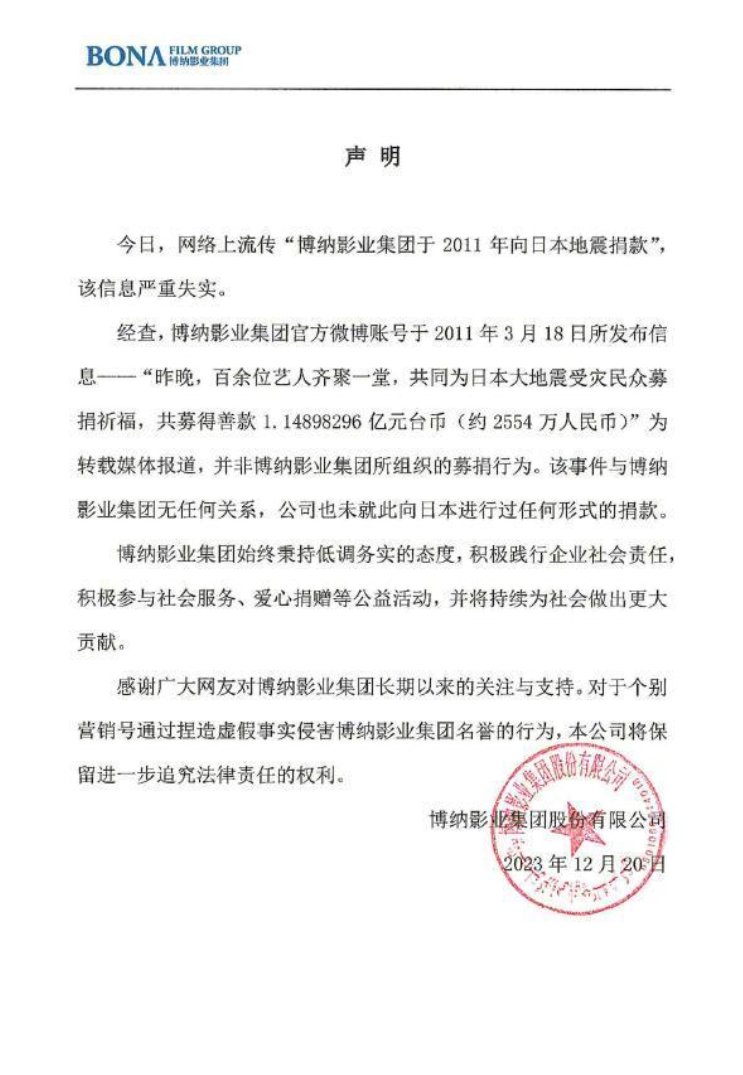 BONA FILM GROUP
博纳影业集团
声 明
今日，网络上流传“博纳影业集团于 2011 年向日本地震捐款”，
该信息严重失实。
经查，博纳影业集团官方微博账号于 2011 年 3 月 18 日所发布信
息——“昨晚，百余位艺人齐聚一堂，共同为日本大地震受灾民众募
捐祈福，共募得善款 1.14898296 亿元台币（约 2554 万人民币）”为
转载媒体报道，并非博纳影业集团所组织的募捐行为。该事件与博纳
影业集团无任何关系，公司也未就此向日本进行过任何形式的捐款。
博纳影业集团始终秉持低调务实的态度，积极践行企业社会责任，
积极参与社会服务、爱心捐赠等公益活动，并将持续为社会做出更大
贡献。
感谢广大网友对博纳影业集团长期以来的关注与支持。对于个别
营销号通过捏造虚假事实侵害博纳影业集团名誉的行为，本公司将保
留进一步追究法律责任的权利。
博纳影业集团股份有限公司
2023 年 12 月 20 日
博纳影业集团股份有限公司